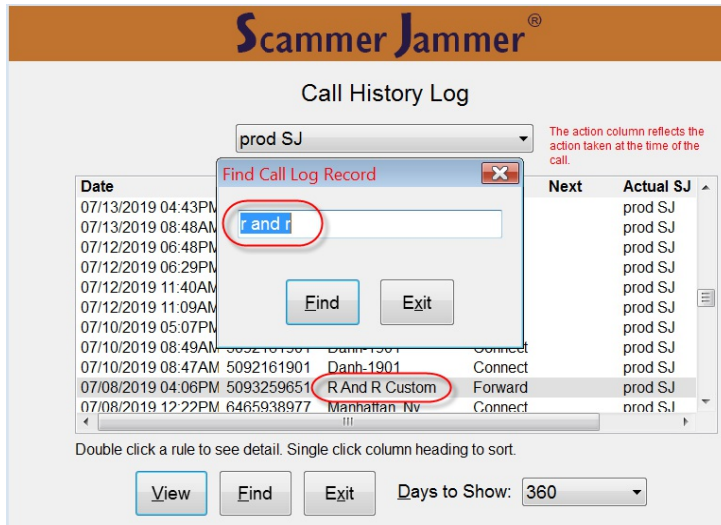 Scammer Jammer®
Call History Log
prod SJ
The action column reflects the
action taken at the time of the
call.
Find Call Log Record
Date Next Actual SJ
r and r
Find Exit
07/13/2019 04:43PM prod SJ
07/13/2019 08:48AM prod SJ
07/12/2019 06:48PM prod SJ
07/12/2019 06:29PM prod SJ
07/12/2019 11:40AM prod SJ
07/12/2019 11:09AM prod SJ
07/10/2019 05:07PM prod SJ
07/10/2019 08:49AM 5092161901 Danh-1901 Connect prod SJ
07/10/2019 08:47AM 5092161901 Danh-1901 Connect prod SJ
07/08/2019 04:06PM 5093259651 R And R Custom Forward prod SJ
07/08/2019 12:22PM 6465938977 Manhattan Ny Connect prod SJ
Double click a rule to see detail. Single click column heading to sort.
View Find Exit Days to Show: 360